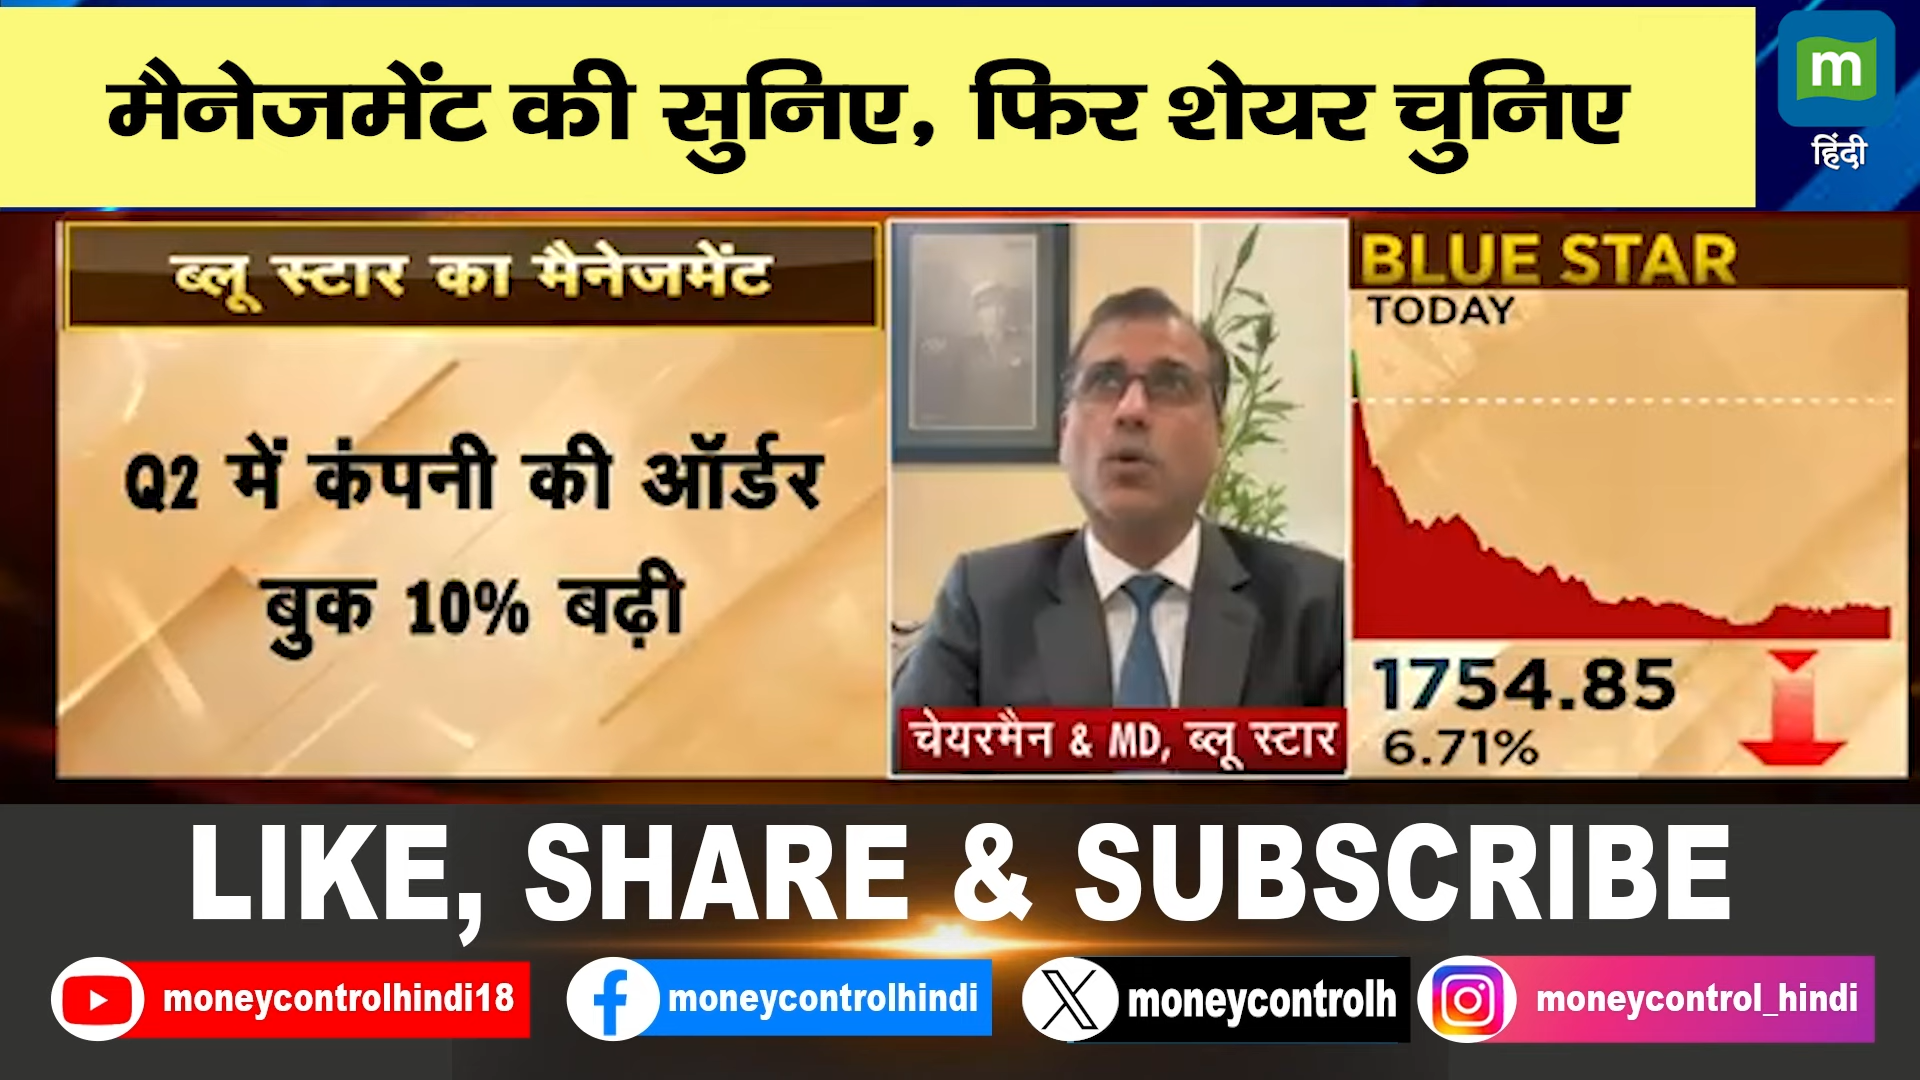 मैनेजमेंट की सुनिए, फिर शेयर चुनिए
m
हिंदी
ब्लू स्टार का मैनेजमेंट
Q2 में कंपनी की ऑर्डर
बुक 10% बढ़ी
चेयरमैन & MD, ब्लू स्टार
BLUE STAR
TODAY
1754.85
6.71%
LIKE, SHARE & SUBSCRIBE
moneycontrolhindi18
moneycontrolhindi
moneycontrolh
moneycontrol_hindi